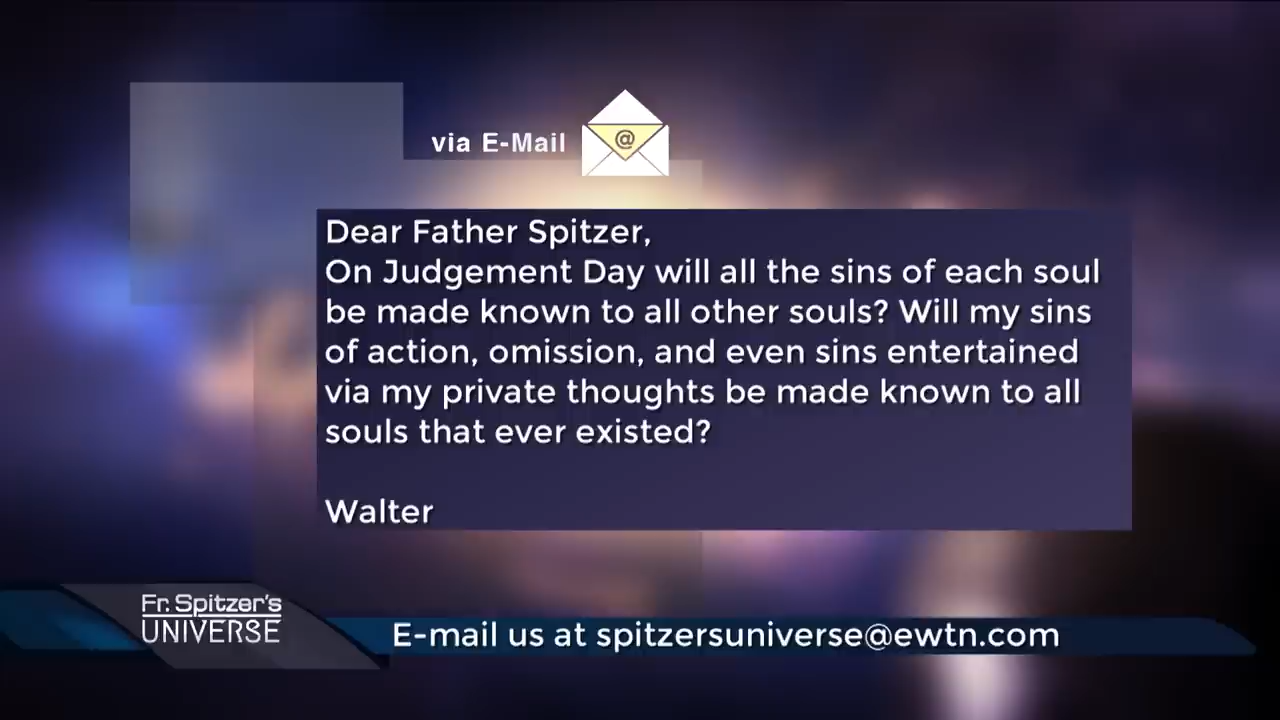 via E-Mail
@
Dear Father Spitzer,
On Judgement Day will all the sins of each soul
be made known to all other souls? Will my sins
of action, omission, and even sins entertained
via my private thoughts be made known to all
souls that ever existed?
Walter
Fr. Spitzer's
UNIVERSE
E-mail us at spitzersuniverse@ewtn.com